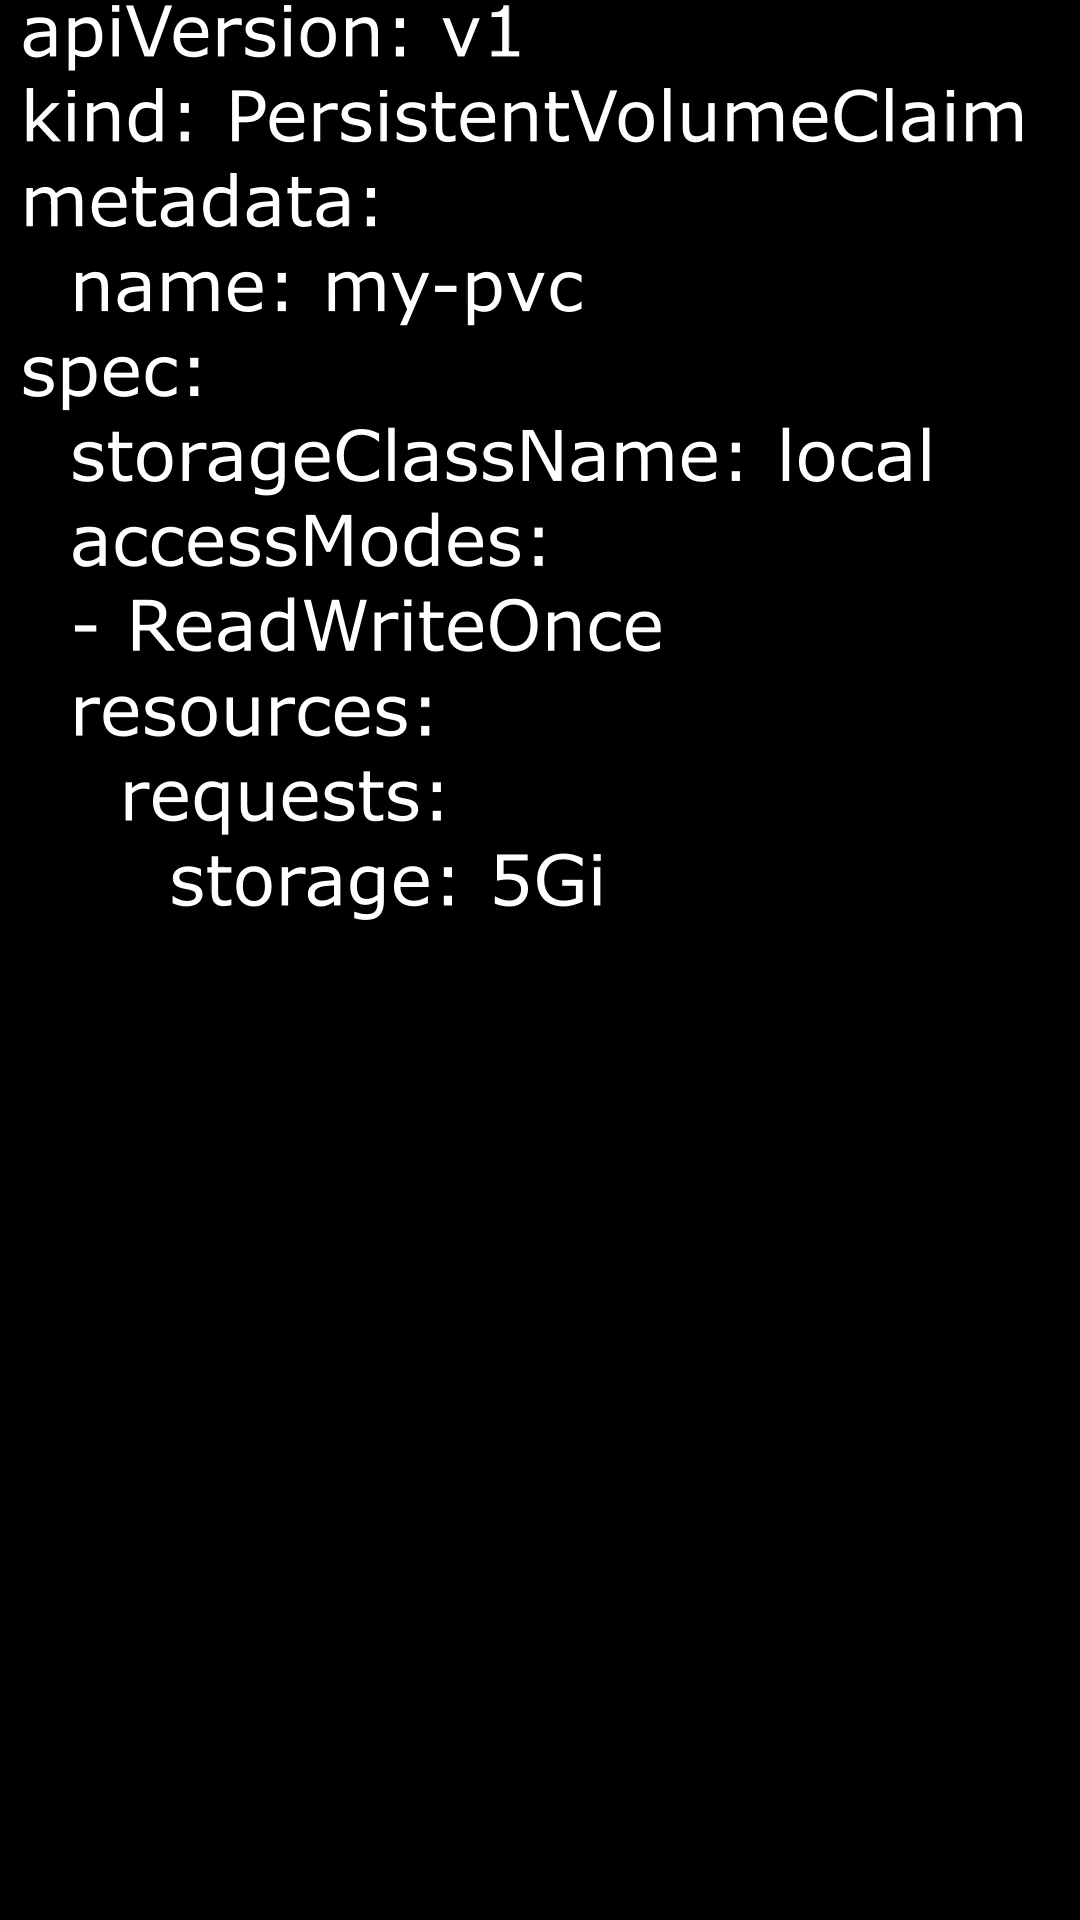 apiVersion: v1
kind: PersistentVolumeClaim
metadata:
  name: my-pvc
spec:
  storageClassName: local
  accessModes:
  - ReadWriteOnce
  resources:
    requests:
      storage: 5Gi